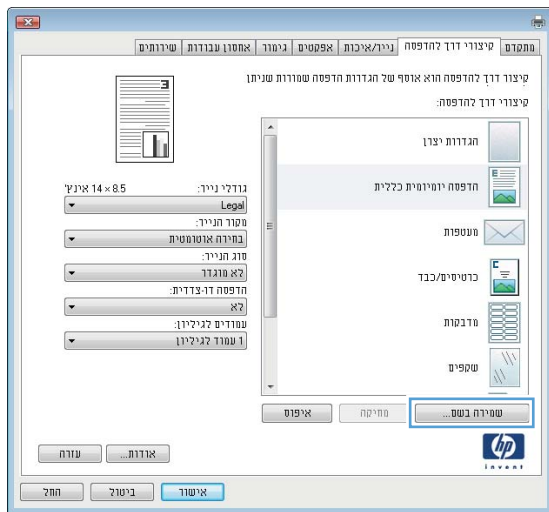 מתקדם קיצורי דרך להדפסה נייר/איכות אפקטים גימור אחסון עבודות שירותים
קיצור דרך להדפסה הוא אוסף של הגדרות הדפסה שמורות שניתן
קיצורי דרך להדפסה:
הגדרות יצרן
הדפסה יומיומית כללית
מעטפות
כרטיסים/כבד
מדבקות
שקפים
גודלי נייר: 8.5 × 14 אינץ'
Legal
מקור הנייר:
בחירה אוטומטית
סוג הנייר:
לא מוגדר
הדפסה דו-צדדית:
לא
עמודים לגיליון:
1 עמוד לגיליון
שמירה בשם... מחיקה איפוס
hp
invent
אודות... עזרה
אישור ביטול החל